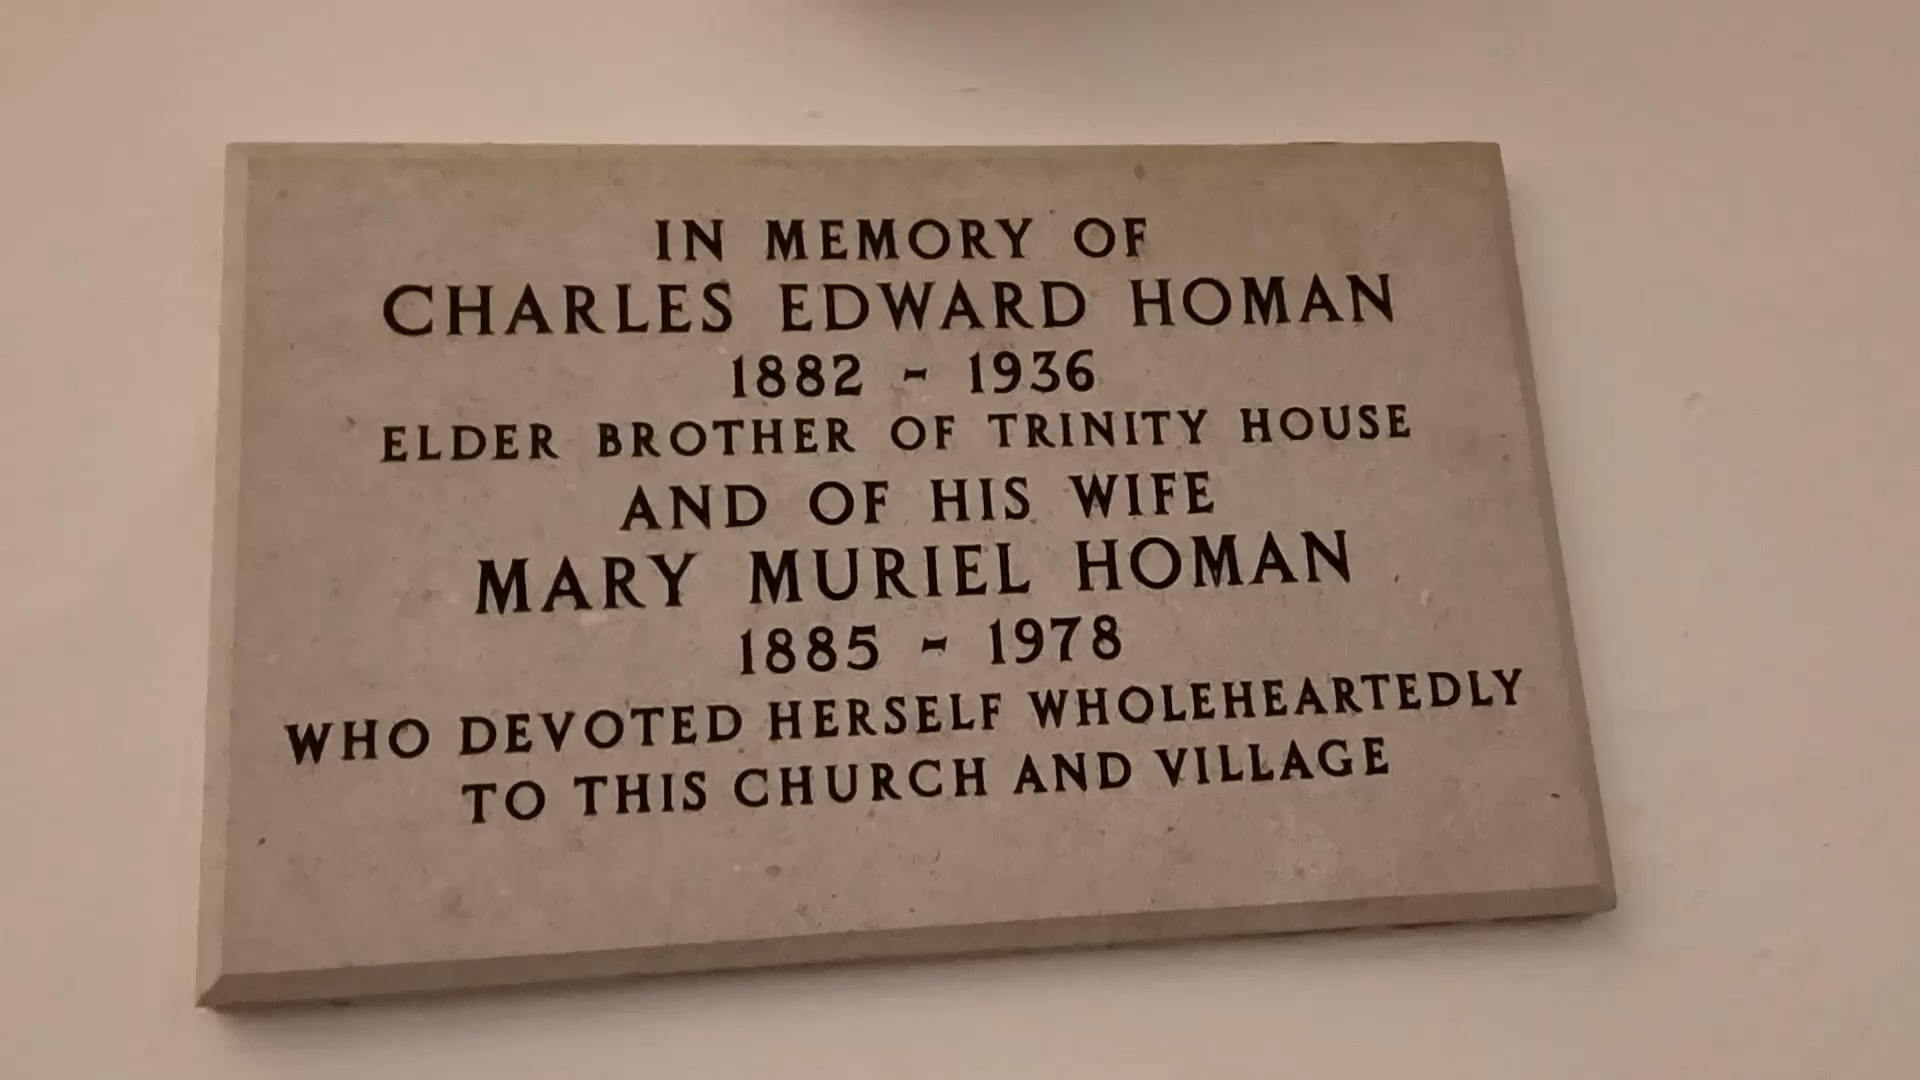 IN MEMORY OF
CHARLES EDWARD HOMAN
1882 - 1936
ELDER BROTHER OF TRINITY HOUSE
AND OF HIS WIFE
MARY MURIEL HOMAN
1885 - 1978
WHO DEVOTED HERSELF WHOLEHEARTEDLY
TO THIS CHURCH AND VILLAGE